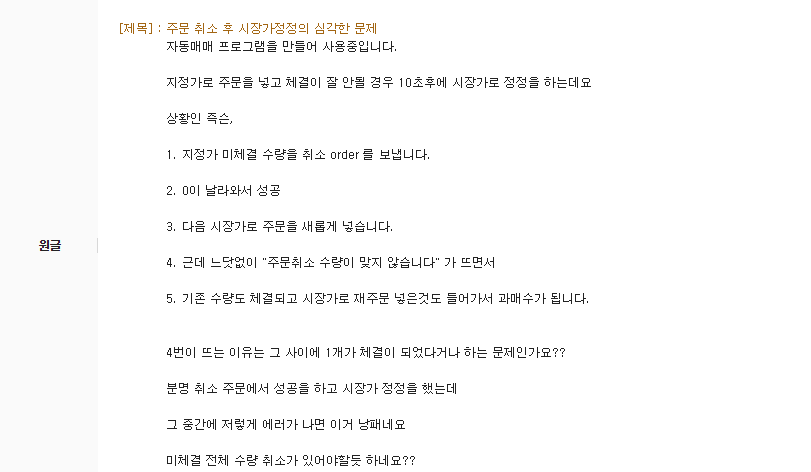 [제목] : 주문 취소 후 시장가정정의 심각한 문제
자동매매 프로그램을 만들어 사용중입니다.
지정가로 주문을 넣고 체결이 잘 안될 경우 10초후에 시장가로 정정을 하는데요
상황인 즉슨,
1. 지정가 미체결 수량을 취소 order 를 보냅니다.
2. 0이 날라와서 성공
3. 다음 시장가로 주문을 새롭게 넣습니다.
원글
4. 근데 느닷없이 "주문취소 수량이 맞지 않습니다" 가 뜨면서
5. 기존 수량도 체결되고 시장가로 재주문 넣은것도 들어가서 과매수가 됩니다.
4번이 뜨는 이유는 그 사이에 1개가 체결이 되었다거나 하는 문제인가요??
분명 취소 주문에서 성공을 하고 시장가 정정을 했는데
그 중간에 저렇게 에러가 나면 이거 낭패네요
미체결 전체 수량 취소가 있어야할듯 하네요??